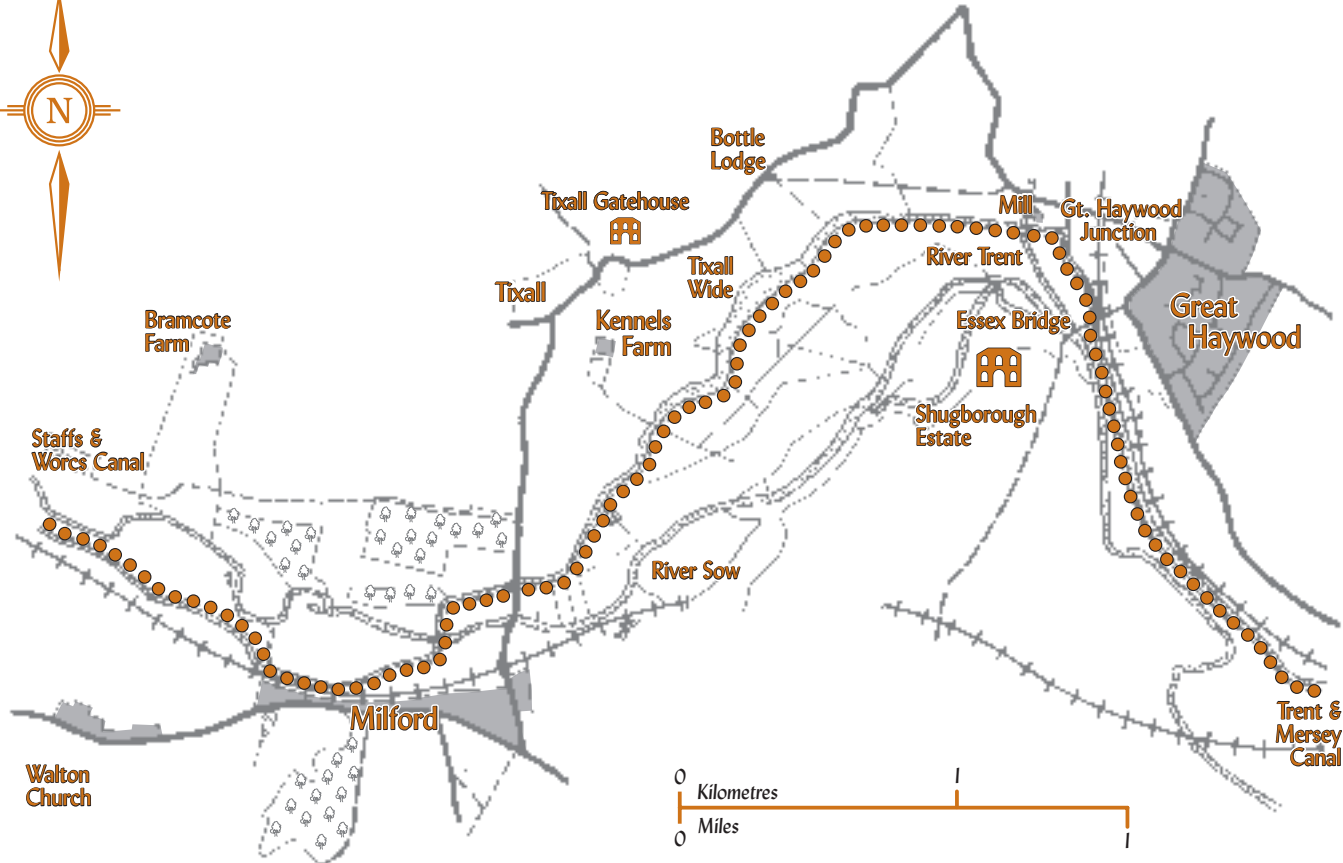 N
Bottle
Lodge
Tixall Gatehouse
Mill
Gt. Haywood
Junction
River Trent
Tixall
Wide
Tixall
Kennels
Farm
Essex Bridge
Great
Haywood
Bramcote
Farm
Shugborough
Estate
Staffs &
Worcs Canal
River Sow
Milford
Trent &
Mersey
Canal
Walton
Church
0 1
Kilometres
Miles
0 1